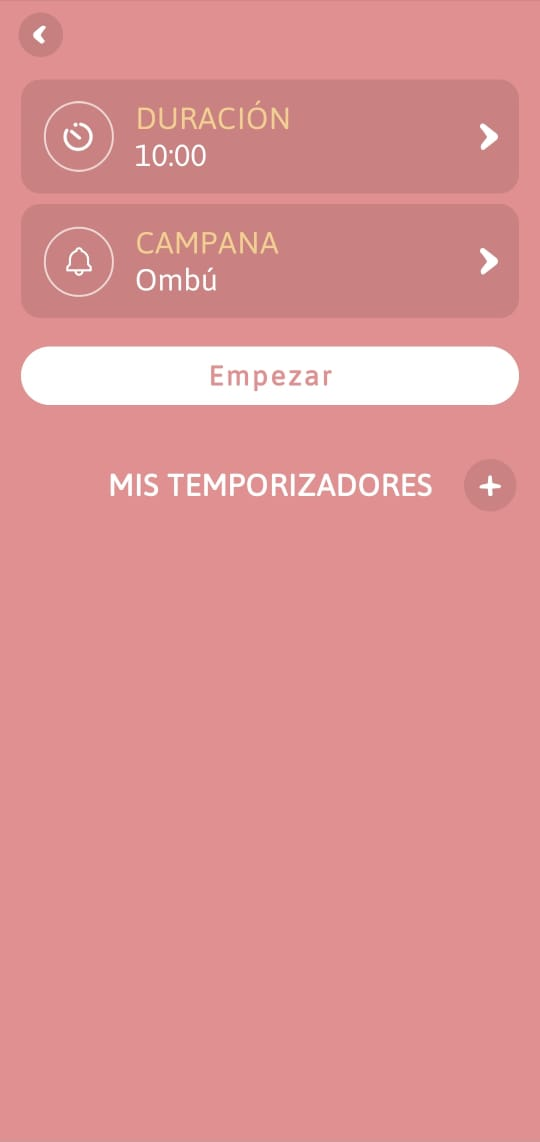 DURACIÓN
10:00
CAMPANA
Ombú
Empezar
MIS TEMPORIZADORES